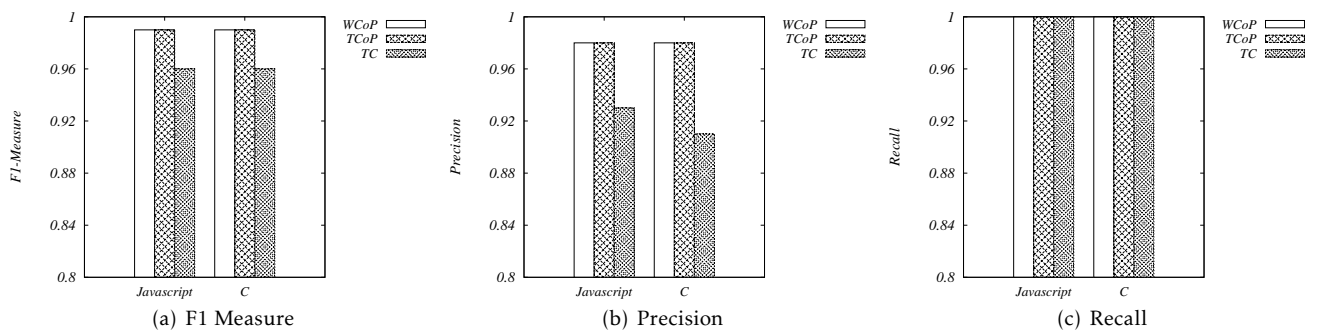 1
0.96
0.92
0.88
0.84
0.8
F1-Measure
Javascript
C
WCoP
TCoP
TC
(a) F1 Measure
1
0.96
0.92
0.88
0.84
0.8
Precision
Javascript
C
WCoP
TCoP
TC
(b) Precision
1
0.96
0.92
0.88
0.84
0.8
Recall
Javascript
C
WCoP
TCoP
TC
(c) Recall